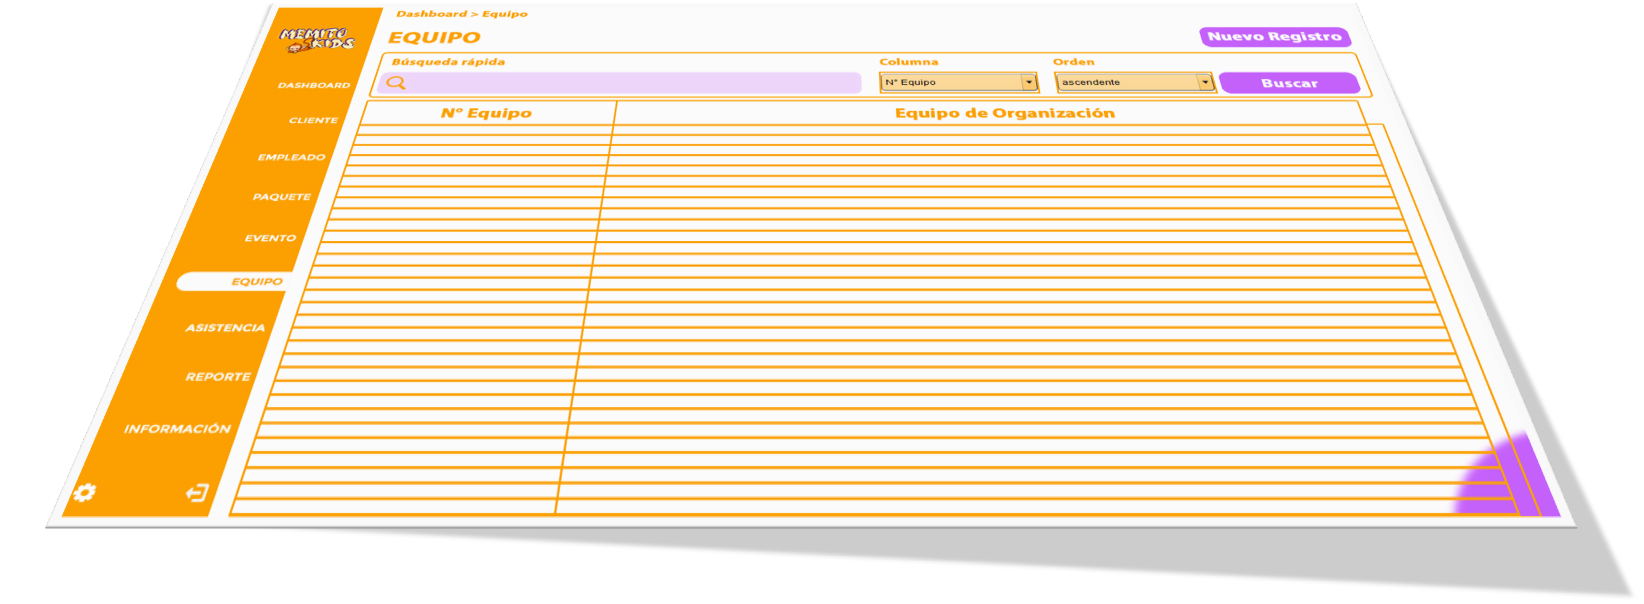 MEMITO
KIDS
DASHBOARD
CLIENTE
EMPLEADO
PAQUETE
EVENTO
EQUIPO
ASISTENCIA
REPORTE
INFORMACIÓN
Dashboard > Equipo
EQUIPO
Nuevo Registro
Búsqueda rápida
Columna
Orden
N° Equipo
ascendente
Buscar
N° Equipo
Equipo de Organización